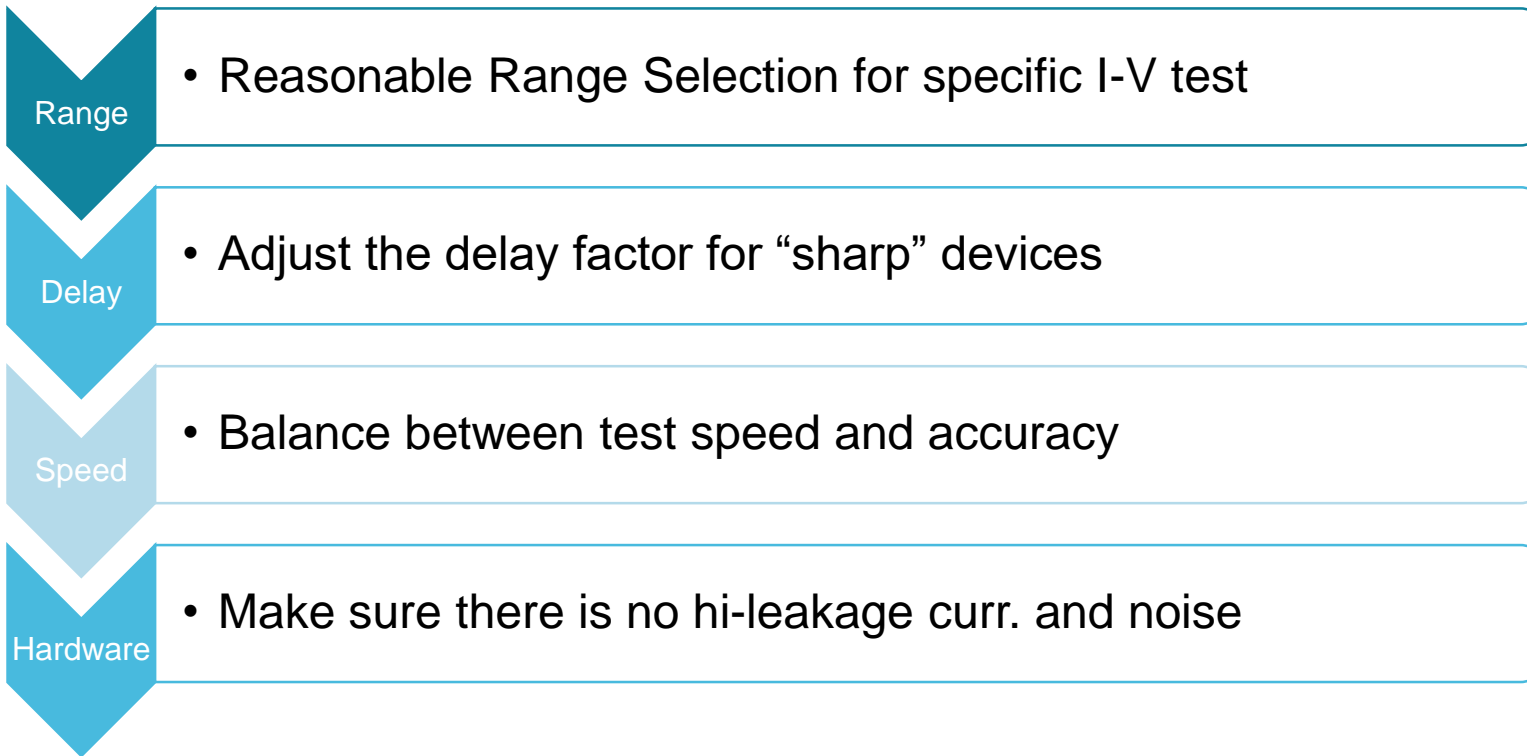 Range
• Reasonable Range Selection for specific I-V test
Delay
• Adjust the delay factor for “sharp” devices
Speed
• Balance between test speed and accuracy
Hardware
• Make sure there is no hi-leakage curr. and noise